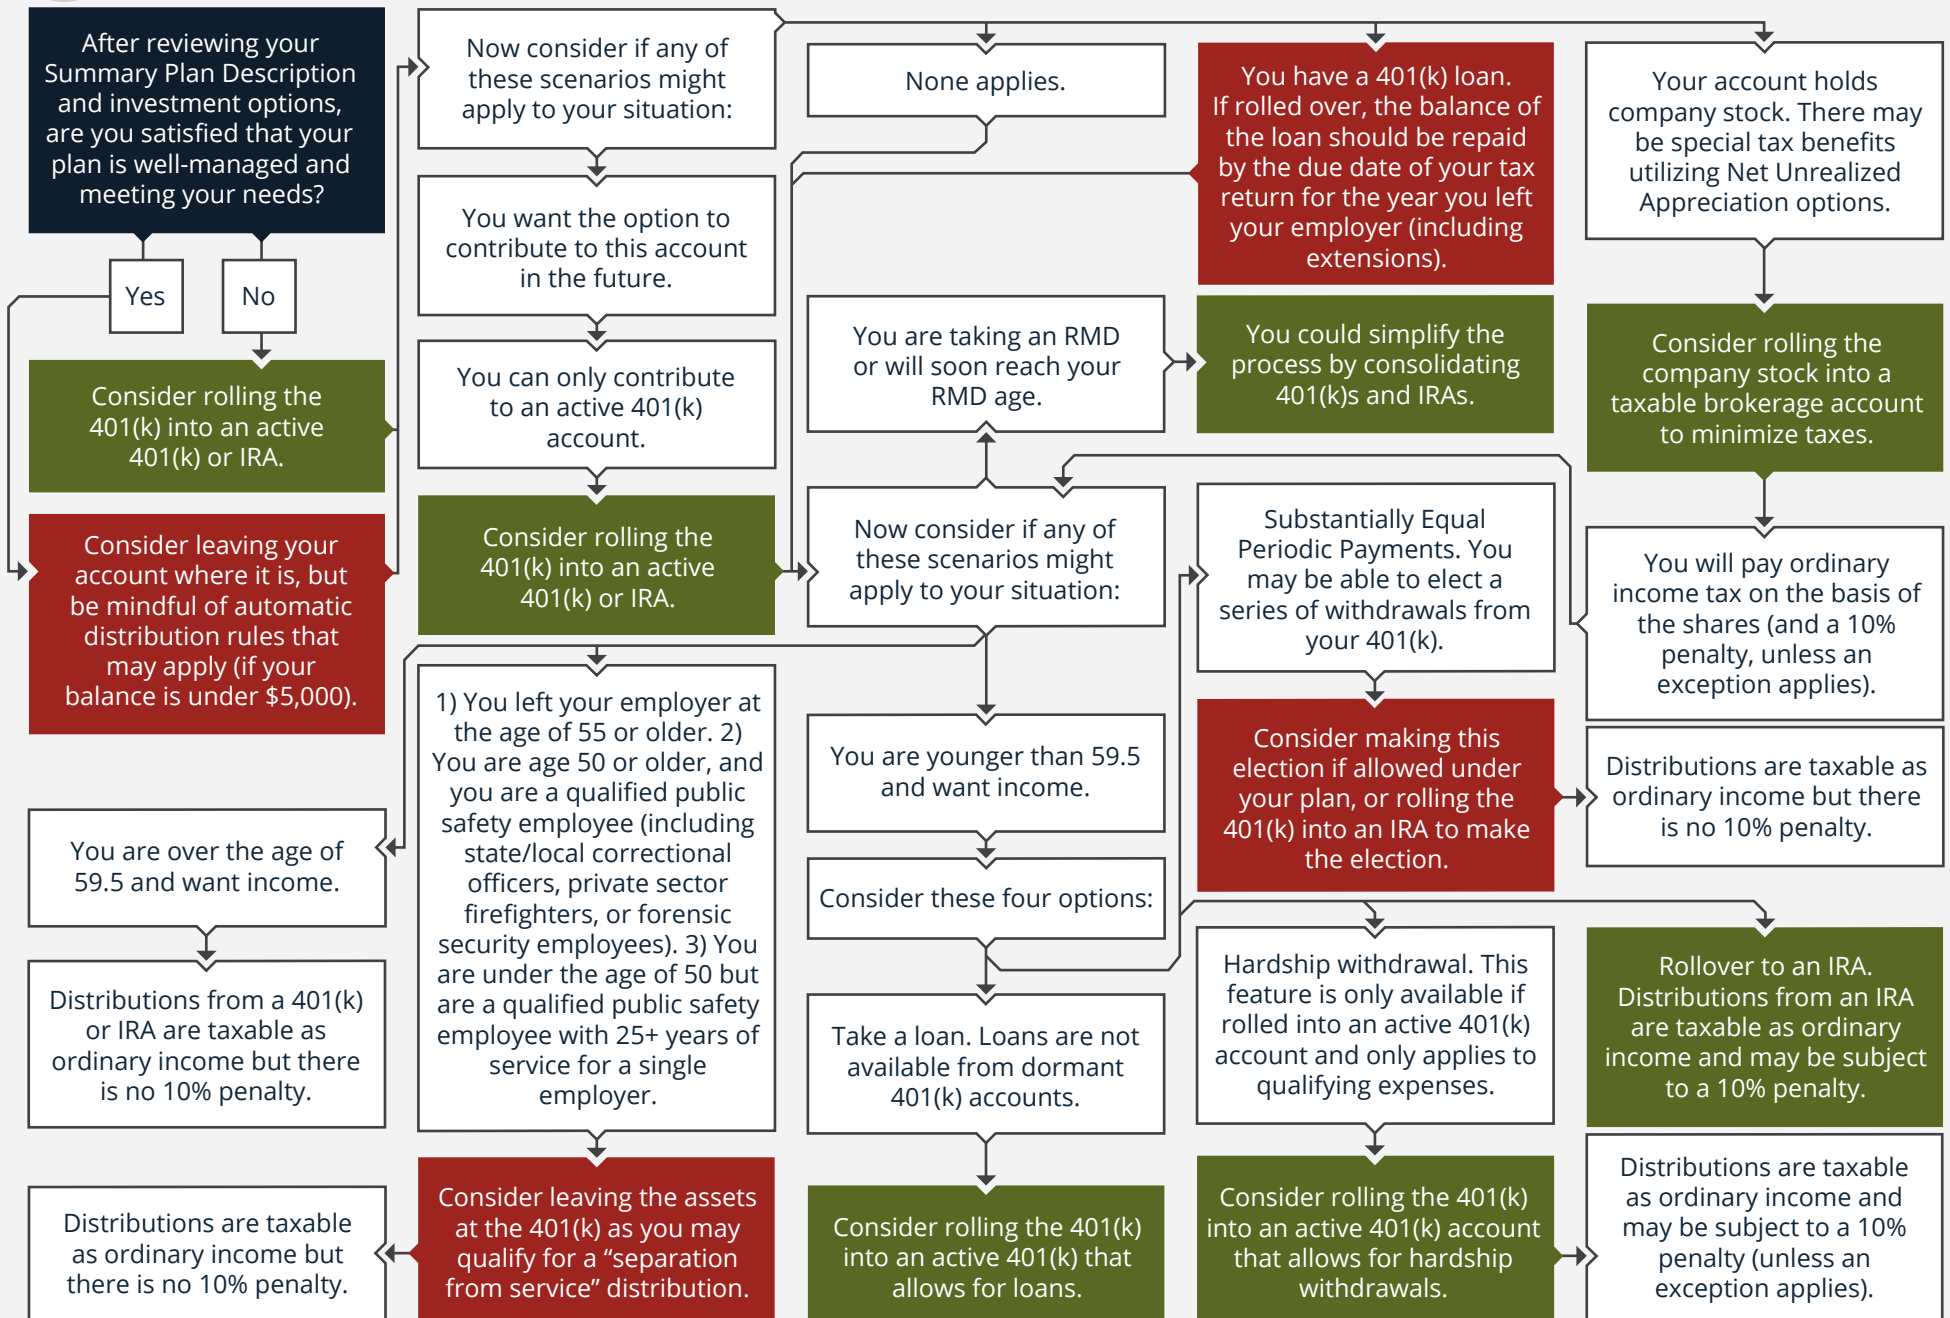 After reviewing your
Summary Plan Description
and investment options,
are you satisfied that your
plan is well-managed and
meeting your needs?
Yes
No
Consider rolling the
401(k) into an active
401(k) or IRA.
Consider leaving your
account where it is, but
be mindful of automatic
distribution rules that
may apply (if your
balance is under $5,000).
Now consider if any of
these scenarios might
apply to your situation:
You want the option to
contribute to this account
in the future.
You can only contribute
to an active 401(k)
account.
Consider rolling the
401(k) into an active
401(k) or IRA.
None applies.
You have a 401(k) loan.
If rolled over, the balance of
the loan should be repaid
by the due date of your tax
return for the year you left
your employer (including
extensions).
Your account holds
company stock. There may
be special tax benefits
utilizing Net Unrealized
Appreciation options.
Consider rolling the
company stock into a
taxable brokerage account
to minimize taxes.
You will pay ordinary
income tax on the basis of
the shares (and a 10%
penalty, unless an
exception applies).
Now consider if any of
these scenarios might
apply to your situation:
You are taking an RMD
or will soon reach your
RMD age.
You could simplify the
process by consolidating
401(k)s and IRAs.
You are over the age of
59.5 and want income.
Distributions from a 401(k)
or IRA are taxable as
ordinary income but there
is no 10% penalty.
1) You left your employer at
the age of 55 or older. 2)
You are age 50 or older, and
you are a qualified public
safety employee (including
state/local correctional
officers, private sector
firefighters, or forensic
security employees). 3) You
are under the age of 50 but
are a qualified public safety
employee with 25+ years of
service for a single
employer.
Consider leaving the assets
at the 401(k) as you may
qualify for a “separation
from service” distribution.
Distributions are taxable
as ordinary income but
there is no 10% penalty.
You are younger than 59.5
and want income.
Consider these four options:
Take a loan. Loans are not
available from dormant
401(k) accounts.
Consider rolling the 401(k)
into an active 401(k) that
allows for loans.
Substantially Equal
Periodic Payments. You
may be able to elect a
series of withdrawals from
your 401(k).
Consider making this
election if allowed under
your plan, or rolling the
401(k) into an IRA to make
the election.
Distributions are taxable as
ordinary income but there
is no 10% penalty.
Hardship withdrawal. This
feature is only available if
rolled into an active 401(k)
account and only applies to
qualifying expenses.
Consider rolling the 401(k)
into an active 401(k) account
that allows for hardship
withdrawals.
Distributions are taxable
as ordinary income and
may be subject to a 10%
penalty (unless an
exception applies).
Rollover to an IRA.
Distributions from an IRA
are taxable as ordinary
income and may be subject
to a 10% penalty.